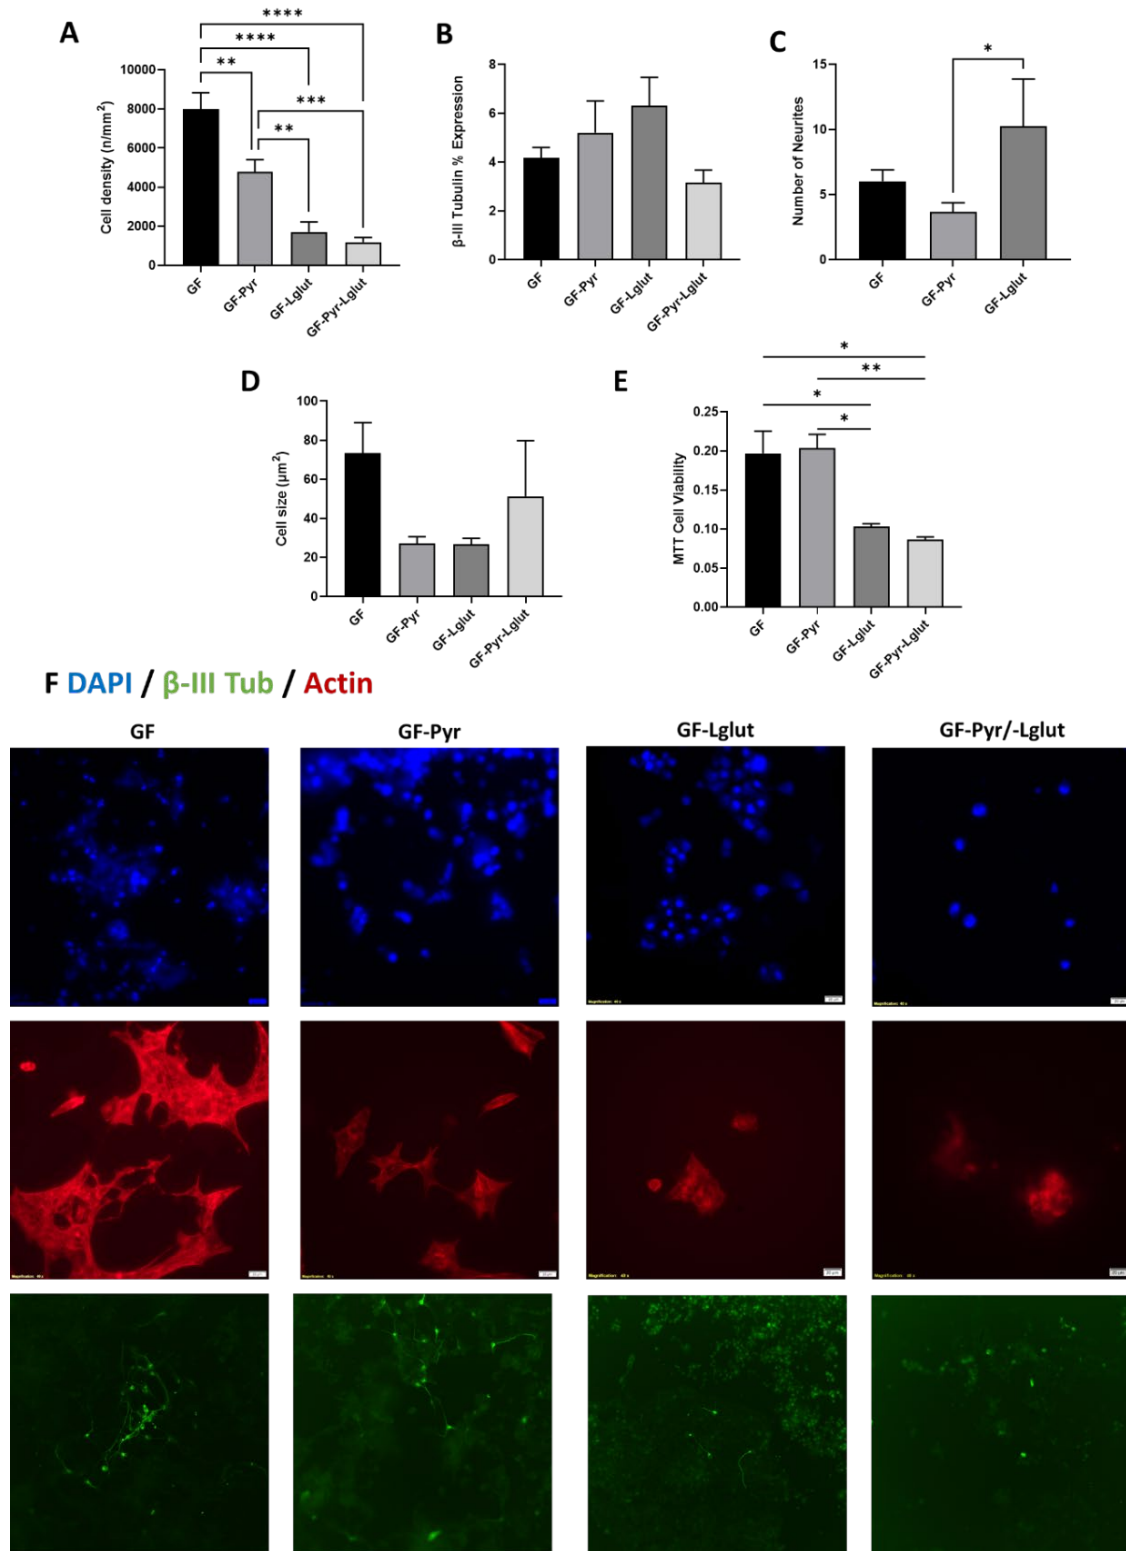 A
****
****
**
***
**
10000
8000
6000
4000
2000
0
Cell density (n/mm²)
GF
GF-Pyr
GF-Lglut
GF-Pyr-Lglut
B
8
6
4
2
0
β-III Tubulin % Expression
GF
GF-Pyr
GF-Lglut
GF-Pyr-Lglut
C
*
15
10
5
0
Number of Neurites
GF
GF-Pyr
GF-Lglut
D
100
80
60
40
20
0
Cell size (µm²)
GF
GF-Pyr
GF-Lglut
GF-Pyr-Lglut
E
*
**
*
*
0.25
0.20
0.15
0.10
0.05
0.00
MTT Cell Viability
GF
GF-Pyr
GF-Lglut
GF-Pyr-Lglut
F DAPI / β-III Tub / Actin
GF
GF-Pyr
GF-Lglut
GF-Pyr/-Lglut